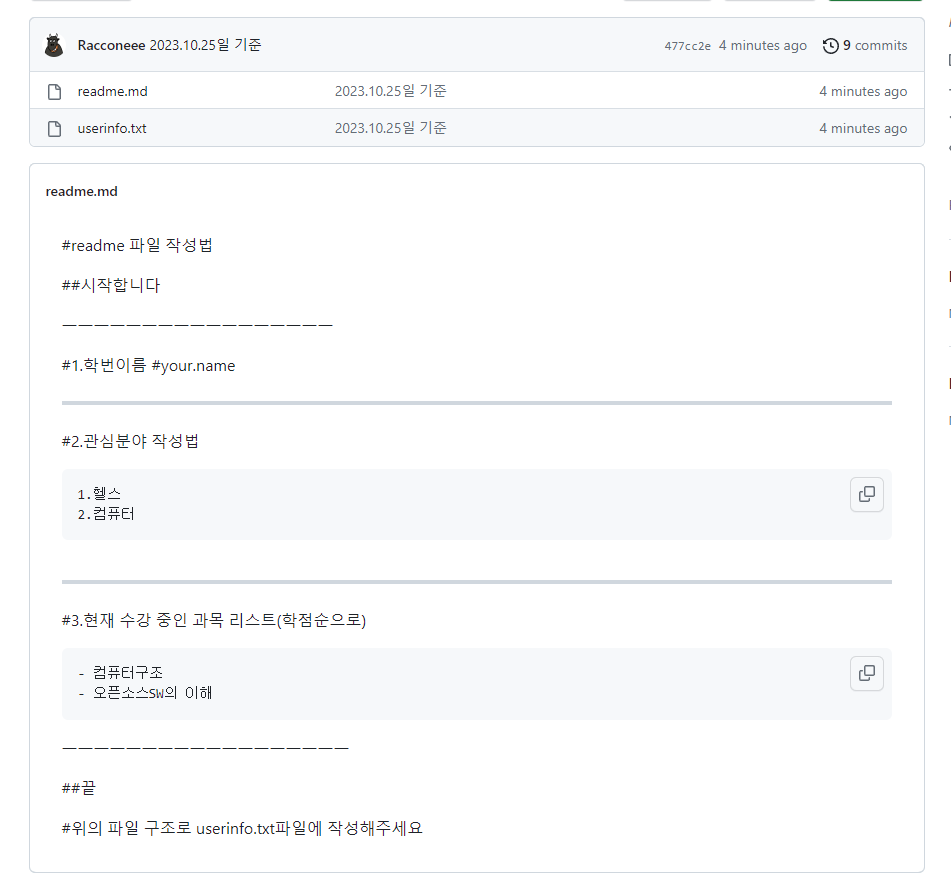 Racconeee 2023.10.25일 기준 477cc2e 4 minutes ago 9 commits
readme.md 2023.10.25일 기준 4 minutes ago
userinfo.txt 2023.10.25일 기준 4 minutes ago
readme.md
#readme 파일 작성법
##시작합니다
ㅡㅡㅡㅡㅡㅡㅡㅡㅡㅡㅡㅡㅡㅡㅡㅡㅡ
#1.학번이름 #your.name
#2.관심분야 작성법
1.헬스
2.컴퓨터
#3.현재 수강 중인 과목 리스트(학점순으로)
- 컴퓨터구조
- 오픈소스SW의 이해
ㅡㅡㅡㅡㅡㅡㅡㅡㅡㅡㅡㅡㅡㅡㅡㅡㅡㅡ
##끝
#위의 파일 구조로 userinfo.txt파일에 작성해주세요